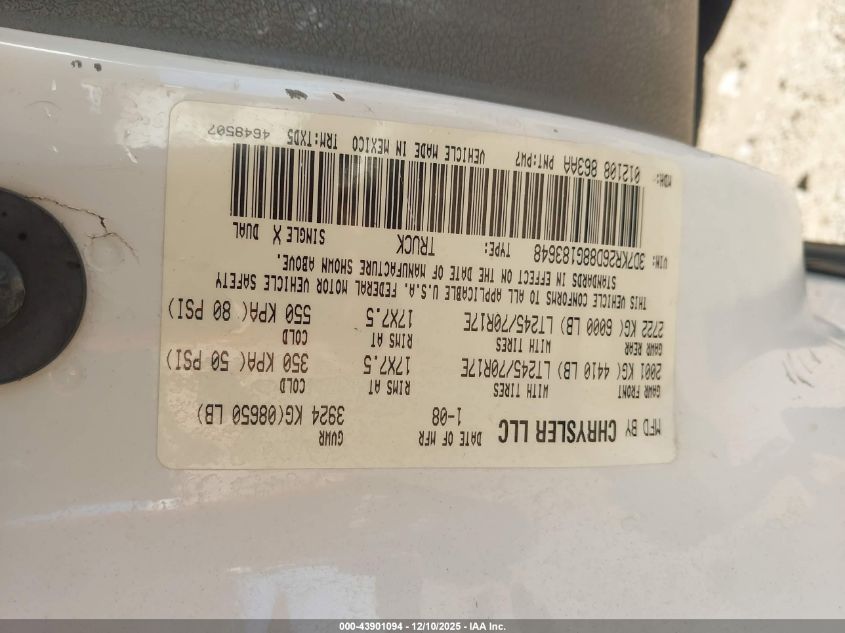 MFD BY CHRYSLER LLC DATE OF MFR GVWR
1-08 3924 KG(08650 LB)
GAWR FRONT WITH TIRES RIMS AT COLD
2001 KG( 4410 LB) LT245/70R17E 17X7.5 350 KPA( 50 PSI)
GAWR REAR WITH TIRES RIMS AT COLD
2722 KG( 6000 LB) LT245/70R17E 17X7.5 550 KPA( 80 PSI)
THIS VEHICLE CONFORMS TO ALL APPLICABLE U.S.A. FEDERAL MOTOR VEHICLE SAFETY
STANDARDS IN EFFECT ON THE DATE OF MANUFACTURE SHOWN ABOVE.
VIN: 3D7KR26D88G183648 TYPE: TRUCK SINGLE X DUAL
MDH: 012108 863AA PNT:PW7 VEHICLE MADE IN MEXICO TRM:TXD5 4648507
000-43901094 - 12/10/2025 - IAA Inc.